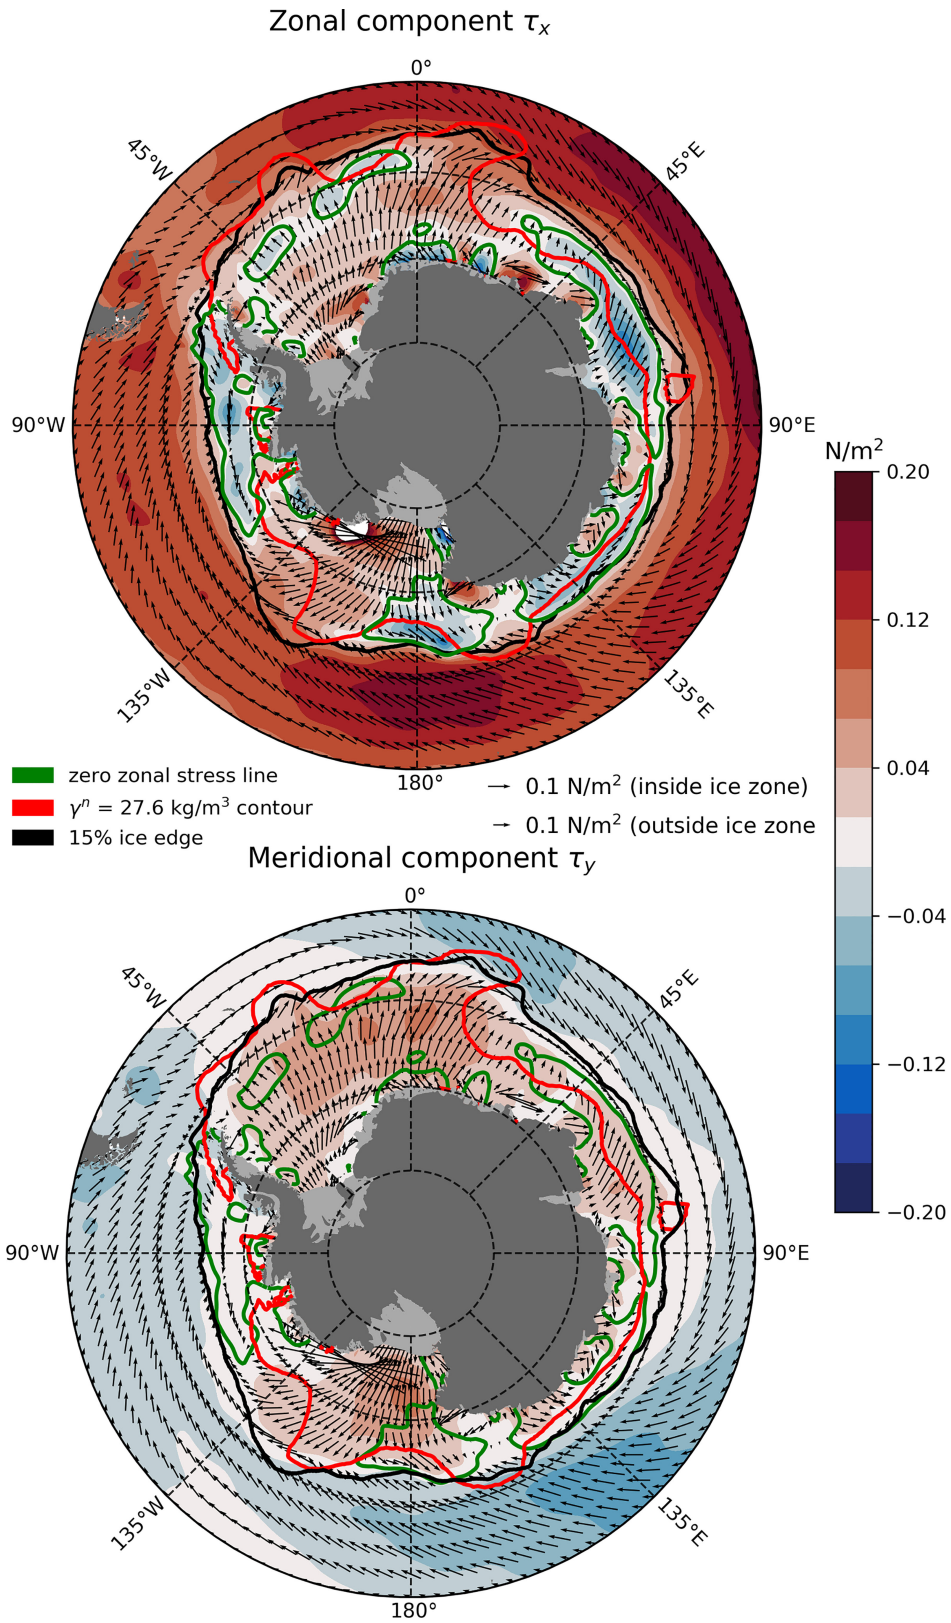 Zonal component τx
0°
45°W
45°E
90°W
90°E
135°W
135°E
180°
N/m²
0.20
0.12
0.04
−0.04
−0.12
−0.20
zero zonal stress line
γⁿ = 27.6 kg/m³ contour
15% ice edge
0.1 N/m² (inside ice zone)
0.1 N/m² (outside ice zone
Meridional component τy
0°
45°W
45°E
90°W
90°E
135°W
135°E
180°